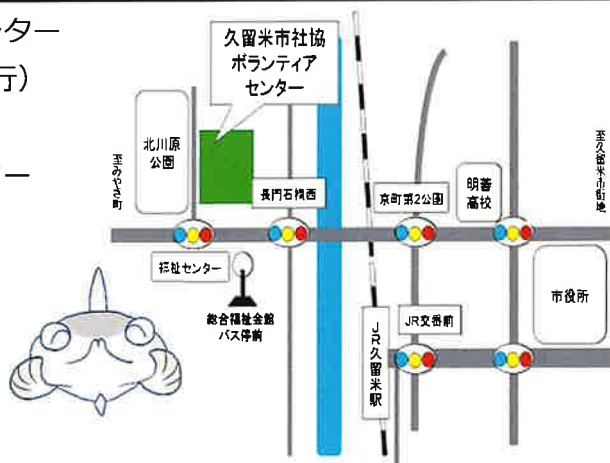 ター
行)
ー
久留米市社協
ボランティア
センター
北川原
公園
至みやき町
長門石橋西
京町第2公園
明善
高校
至久留米市街地
福祉センター
総合福祉会館
バス停前
JR久留米駅
JR交番前
市役所